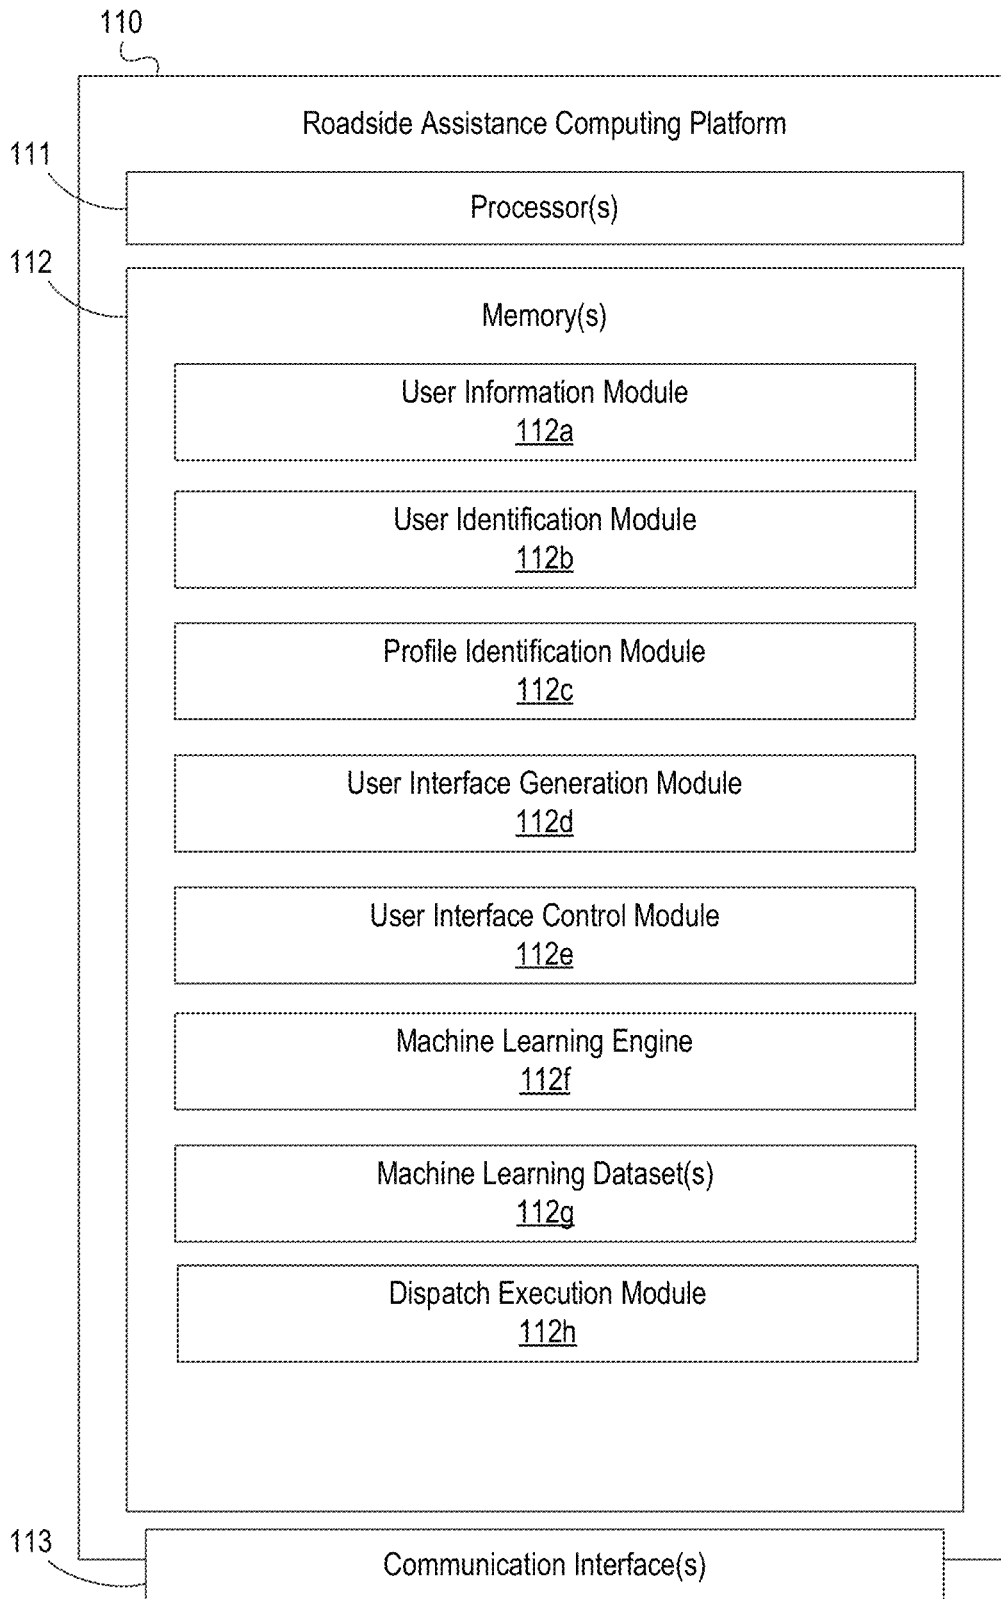 110
Roadside Assistance Computing Platform
111
Processor(s)
112
Memory(s)
User Information Module
112a
User Identification Module
112b
Profile Identification Module
112c
User Interface Generation Module
112d
User Interface Control Module
112e
Machine Learning Engine
112f
Machine Learning Dataset(s)
112g
Dispatch Execution Module
112h
113
Communication Interface(s)